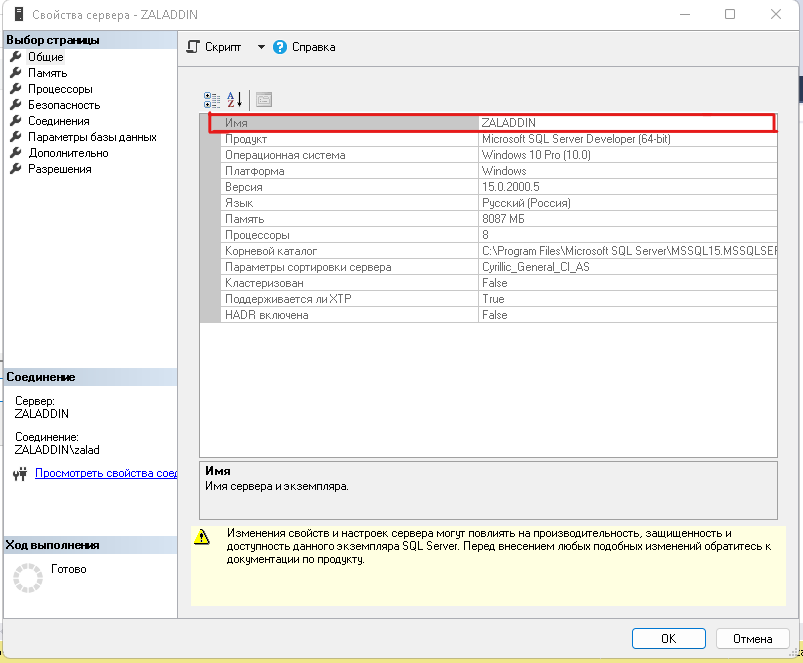 Свойства сервера - ZALADDIN
Выбор страницы
Общие
Память
Процессоры
Безопасность
Соединения
Параметры базы данных
Дополнительно
Разрешения
Скрипт
Справка
Имя ZALADDIN
Продукт Microsoft SQL Server Developer (64-bit)
Операционная система Windows 10 Pro (10.0)
Платформа Windows
Версия 15.0.2000.5
Язык Русский (Россия)
Память 8087 МБ
Процессоры 8
Корневой каталог C:\Program Files\Microsoft SQL Server\MSSQL15.MSSQLSER
Параметры сортировки сервера Cyrillic_General_CI_AS
Кластеризован False
Поддерживается ли XTP True
HADR включена False
Соединение
Сервер:
ZALADDIN
Соединение:
ZALADDIN\zalad
Просмотреть свойства соед
Имя
Имя сервера и экземпляра.
Изменения свойств и настроек сервера могут повлиять на производительность, защищенность и
доступность данного экземпляра SQL Server. Перед внесением любых подобных изменений обратитесь к
документации по продукту.
Ход выполнения
Готово
OK
Отмена